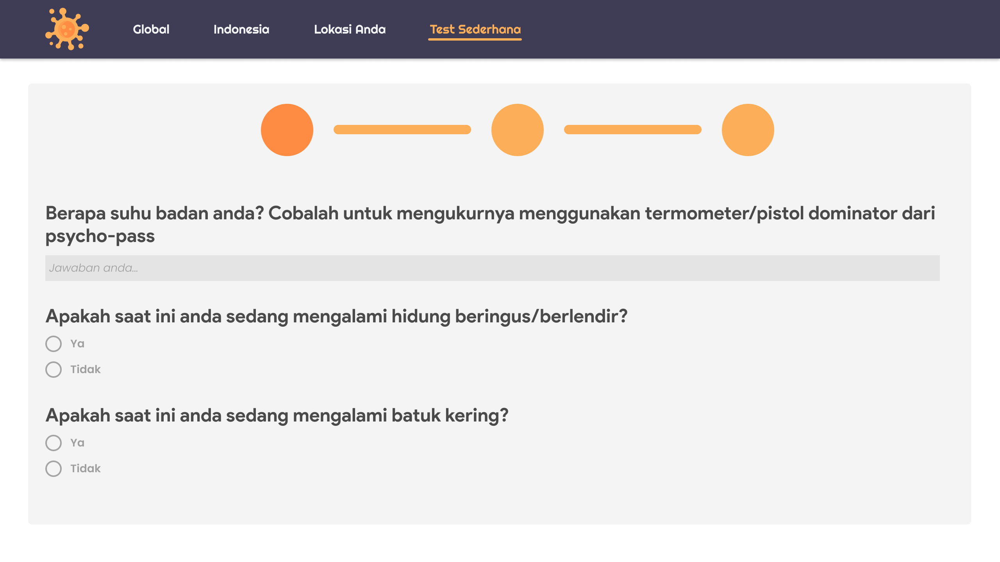 Global
Indonesia
Lokasi Anda
Test Sederhana
Berapa suhu badan anda? Cobalah untuk mengukurnya menggunakan termometer/pistol dominator dari
psycho-pass
Jawaban anda...
Apakah saat ini anda sedang mengalami hidung beringus/berlendir?
Ya
Tidak
Apakah saat ini anda sedang mengalami batuk kering?
Ya
Tidak